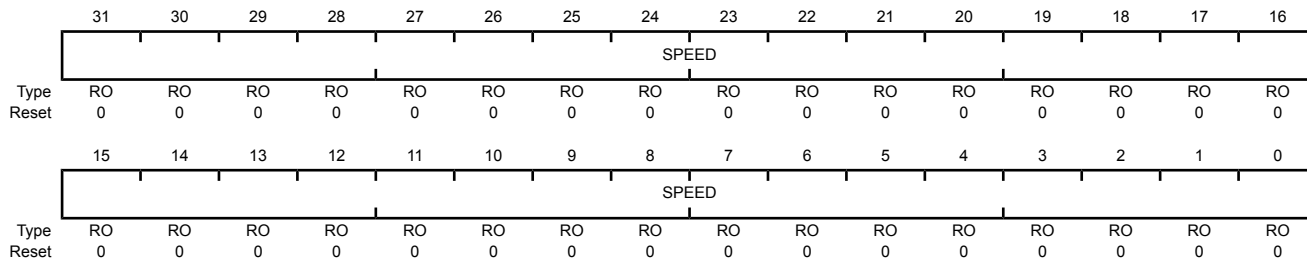 31 30 29 28 27 26 25 24 23 22 21 20 19 18 17 16
SPEED
Type RO RO RO RO RO RO RO RO RO RO RO RO RO RO RO RO
Reset 0 0 0 0 0 0 0 0 0 0 0 0 0 0 0 0
15 14 13 12 11 10 9 8 7 6 5 4 3 2 1 0
SPEED
Type RO RO RO RO RO RO RO RO RO RO RO RO RO RO RO RO
Reset 0 0 0 0 0 0 0 0 0 0 0 0 0 0 0 0